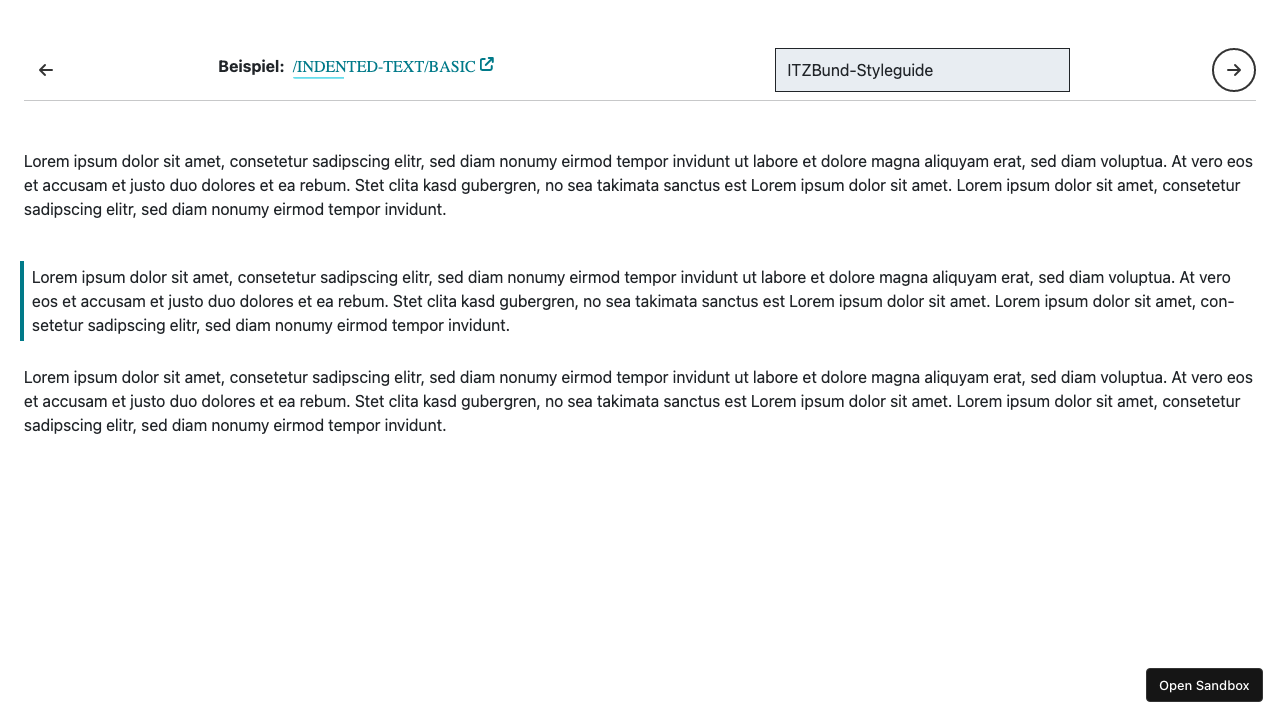 Beispiel: /INDENTED-TEXT/BASIC
ITZBund-Styleguide
Lorem ipsum dolor sit amet, consetetur sadipscing elitr, sed diam nonumy eirmod tempor invidunt ut labore et dolore magna aliquyam erat, sed diam voluptua. At vero eos
et accusam et justo duo dolores et ea rebum. Stet clita kasd gubergren, no sea takimata sanctus est Lorem ipsum dolor sit amet. Lorem ipsum dolor sit amet, consetetur
sadipscing elitr, sed diam nonumy eirmod tempor invidunt.
Lorem ipsum dolor sit amet, consetetur sadipscing elitr, sed diam nonumy eirmod tempor invidunt ut labore et dolore magna aliquyam erat, sed diam voluptua. At vero
eos et accusam et justo duo dolores et ea rebum. Stet clita kasd gubergren, no sea takimata sanctus est Lorem ipsum dolor sit amet. Lorem ipsum dolor sit amet, con-
setetur sadipscing elitr, sed diam nonumy eirmod tempor invidunt.
Lorem ipsum dolor sit amet, consetetur sadipscing elitr, sed diam nonumy eirmod tempor invidunt ut labore et dolore magna aliquyam erat, sed diam voluptua. At vero eos
et accusam et justo duo dolores et ea rebum. Stet clita kasd gubergren, no sea takimata sanctus est Lorem ipsum dolor sit amet. Lorem ipsum dolor sit amet, consetetur
sadipscing elitr, sed diam nonumy eirmod tempor invidunt.
Open Sandbox